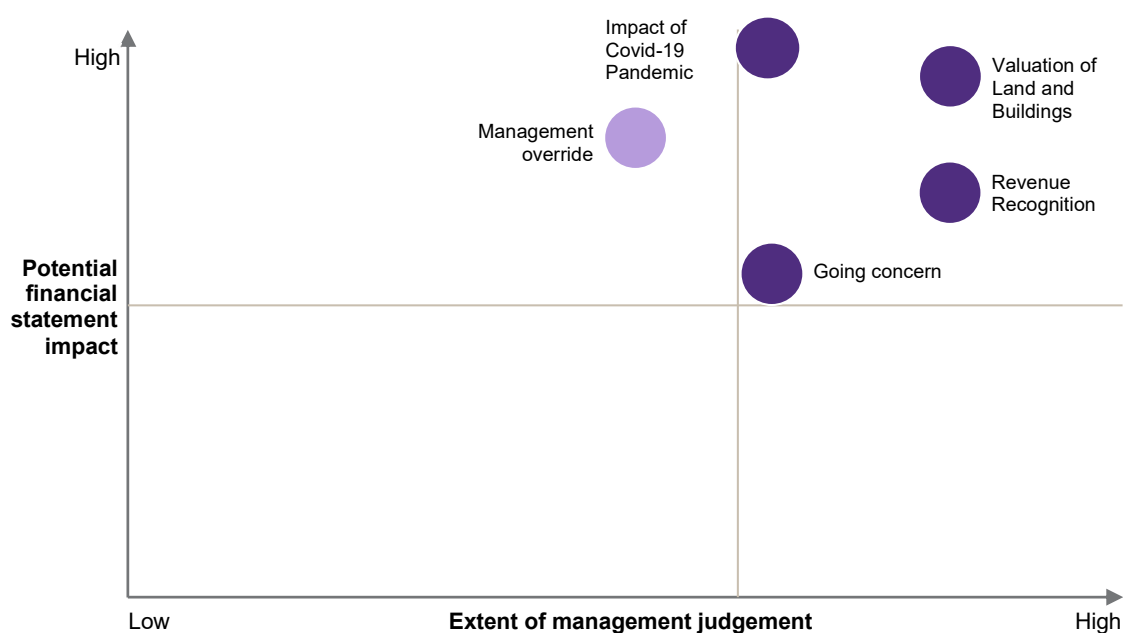 High
Impact of
Covid-19
Pandemic
Valuation of
Land and
Buildings
Management
override
Revenue
Recognition
Going concern
Potential
financial
statement
impact
Low
Extent of management judgement
High